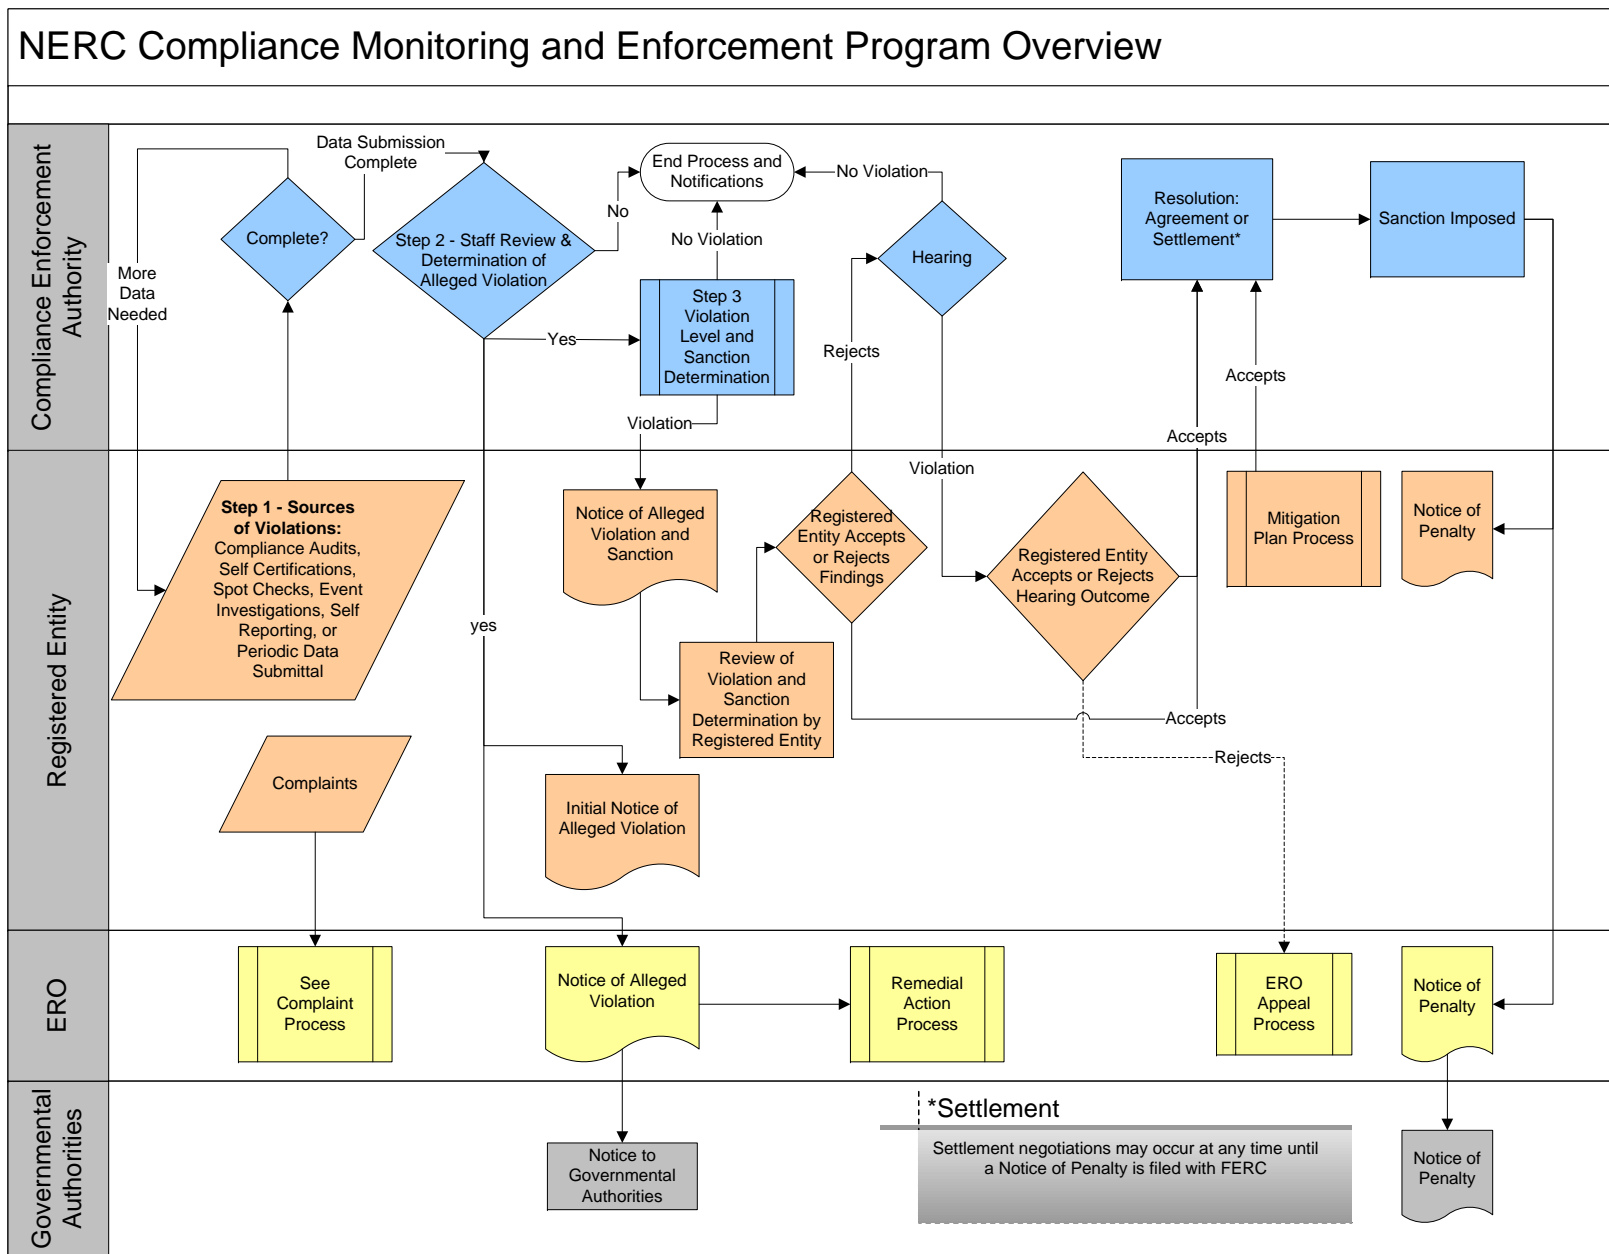 NERC Compliance Monitoring and Enforcement Program Overview
Compliance Enforcement
Authority
More
Data
Needed
Complete?
Data Submission
Complete
Step 2 - Staff Review &
Determination of
Alleged Violation
No
Yes
yes
End Process and
Notifications
No Violation
Step 3
Violation
Level and
Sanction
Determination
Violation
No Violation
Hearing
Rejects
Violation
Resolution:
Agreement or
Settlement*
Sanction Imposed
Accepts
Accepts
Registered Entity
Step 1 - Sources
of Violations:
Compliance Audits,
Self Certifications,
Spot Checks, Event
Investigations, Self
Reporting, or
Periodic Data
Submittal
Complaints
Notice of Alleged
Violation and
Sanction
Review of
Violation and
Sanction
Determination by
Registered Entity
Registered
Entity Accepts
or Rejects
Findings
Accepts
Registered Entity
Accepts or Rejects
Hearing Outcome
Rejects
Mitigation
Plan Process
Notice of
Penalty
Initial Notice of
Alleged Violation
ERO
See
Complaint
Process
Notice of Alleged
Violation
Remedial
Action
Process
ERO
Appeal
Process
Notice of
Penalty
Governmental
Authorities
Notice to
Governmental
Authorities
*Settlement
Settlement negotiations may occur at any time until
a Notice of Penalty is filed with FERC
Notice of
Penalty